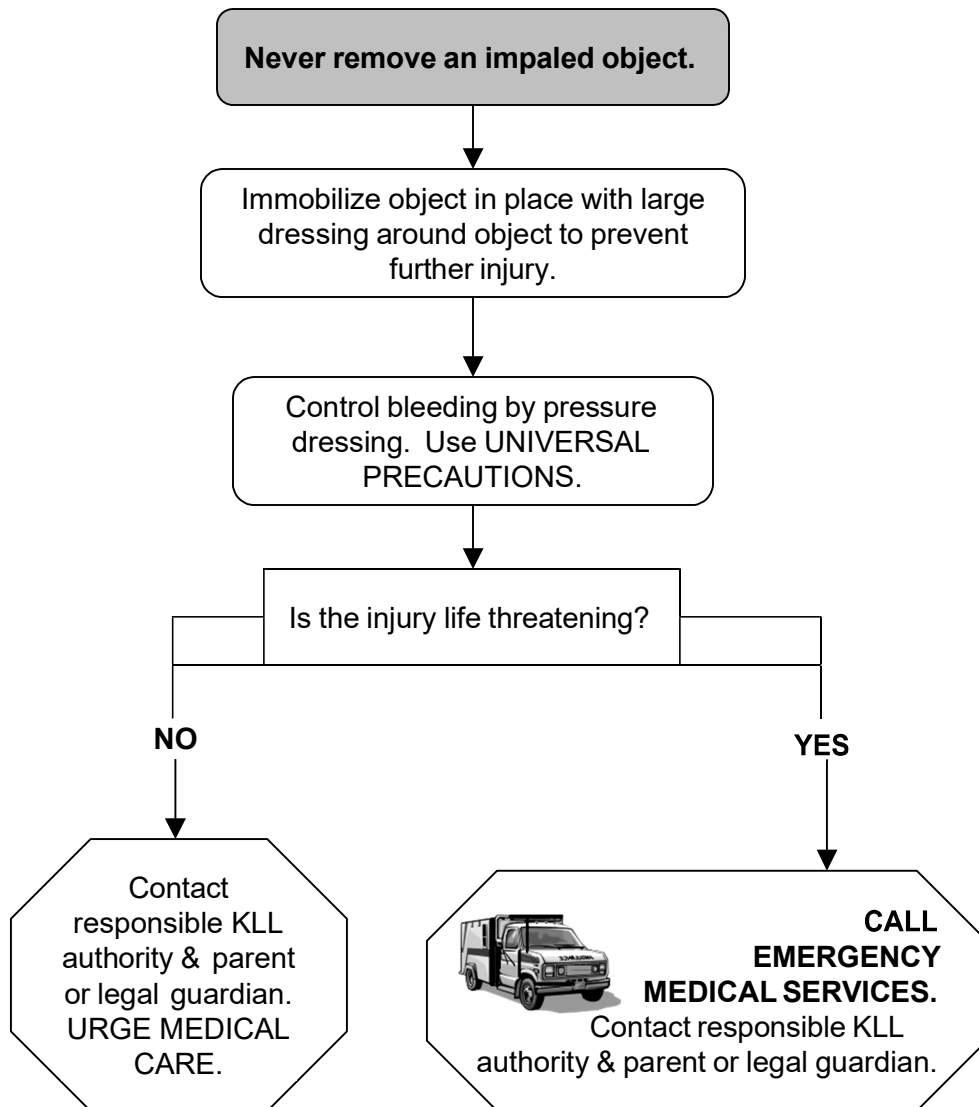 Never remove an impaled object.
Immobilize object in place with large
dressing around object to prevent
further injury.
Control bleeding by pressure
dressing. Use UNIVERSAL
PRECAUTIONS.
Is the injury life threatening?
NO
YES
Contact
responsible KLL
authority & parent
or legal guardian.
URGE MEDICAL
CARE.
CALL
EMERGENCY
MEDICAL SERVICES.
Contact responsible KLL
authority & parent or legal guardian.